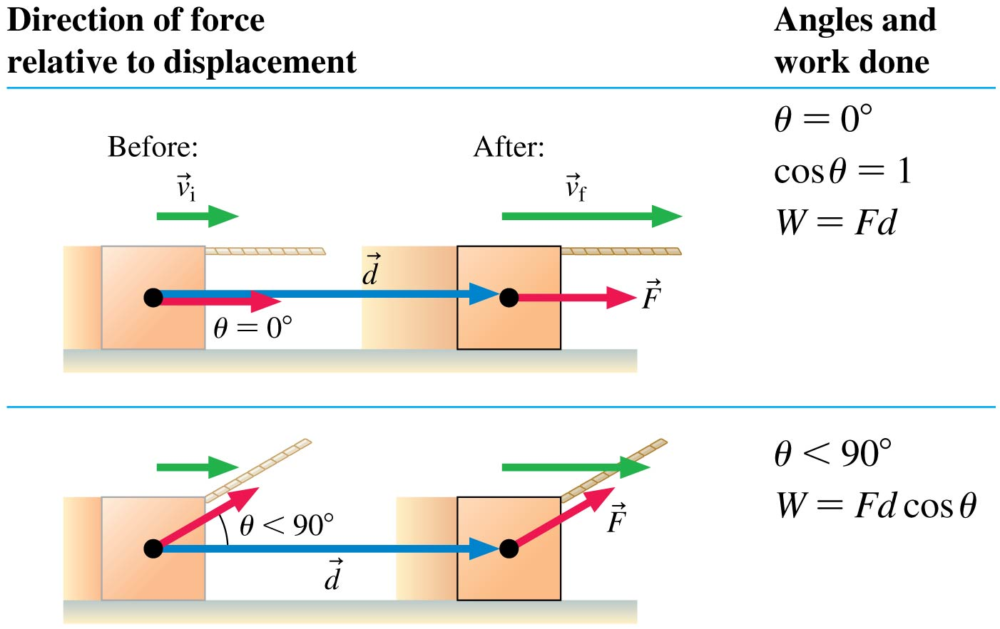 Direction of force
relative to displacement
Angles and
work done
Before:
After:
v⃗i
v⃗f
d⃗
F⃗
θ = 0°
θ = 0°
cos θ = 1
W = Fd
θ < 90°
F⃗
d⃗
θ < 90°
W = Fd cos θ